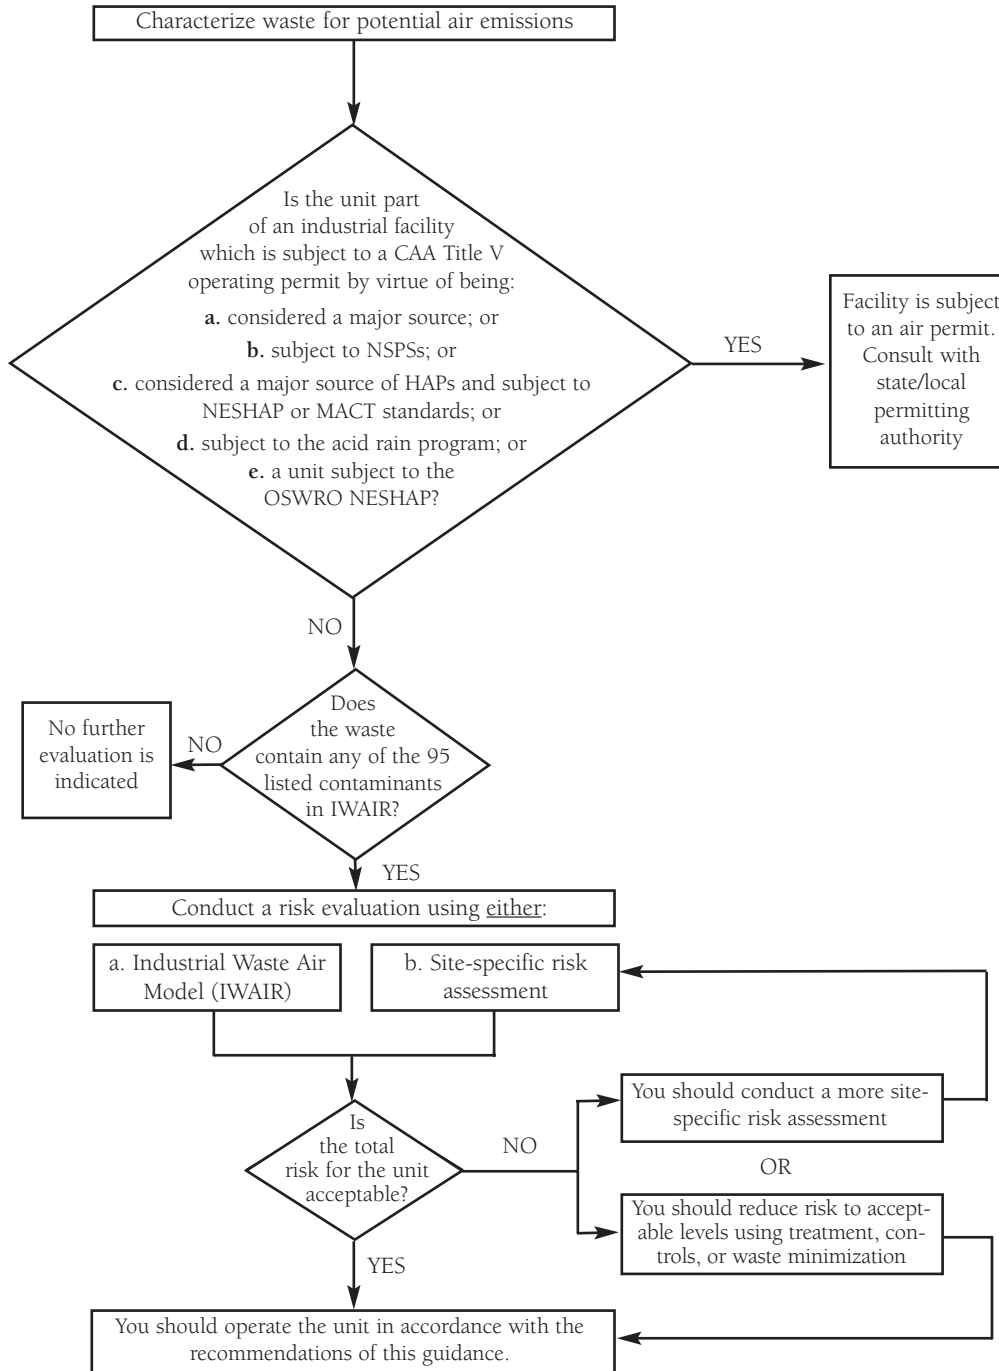 Characterize waste for potential air emissions
Is the unit part
of an industrial facility
which is subject to a CAA Title V
operating permit by virtue of being:
a. considered a major source; or
b. subject to NSPSs; or
c. considered a major source of HAPs and subject to
NESHAP or MACT standards; or
d. subject to the acid rain program; or
e. a unit subject to the
OSWRO NESHAP?
YES
Facility is subject
to an air permit.
Consult with
state/local
permitting
authority
NO
Does
the waste
contain any of the 95
listed contaminants
in IWAIR?
NO
No further
evaluation is
indicated
YES
Conduct a risk evaluation using either:
a. Industrial Waste Air
Model (IWAIR)
b. Site-specific risk
assessment
Is
the total
risk for the unit
acceptable?
NO
You should conduct a more site-
specific risk assessment
OR
You should reduce risk to accept-
able levels using treatment, con-
trols, or waste minimization
YES
You should operate the unit in accordance with the
recommendations of this guidance.